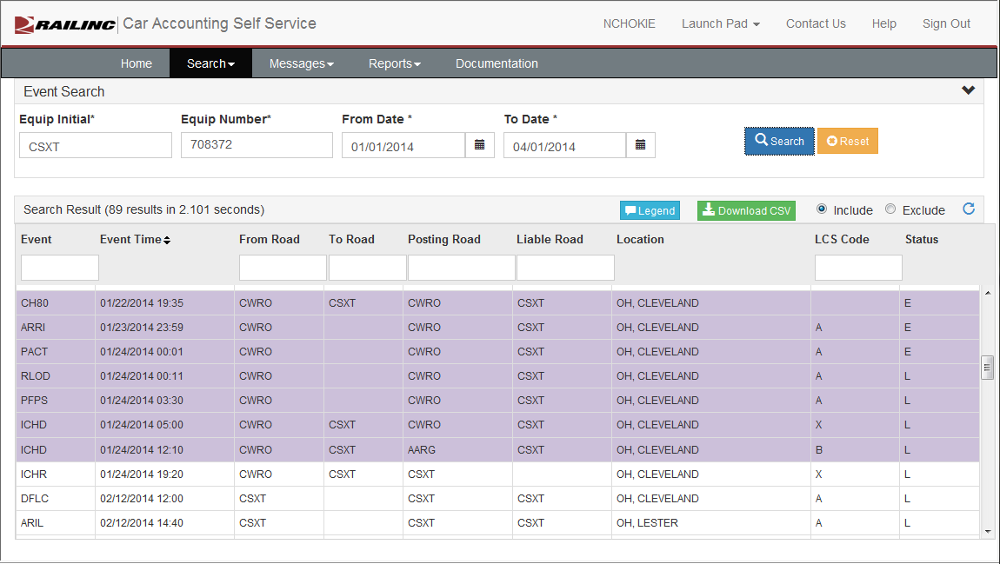 RAILINC Car Accounting Self Service NCHOKIE Launch Pad Contact Us Help Sign Out
Home Search Messages Reports Documentation
Event Search
Equip Initial* Equip Number* From Date * To Date *
CSXT 708372 01/01/2014 04/01/2014 Search Reset
Search Result (89 results in 2.101 seconds) Legend Download CSV Include Exclude
Event Event Time From Road To Road Posting Road Liable Road Location LCS Code Status
CH80 01/22/2014 19:35 CWRO CSXT CWRO CSXT OH, CLEVELAND E
ARRI 01/23/2014 23:59 CWRO CWRO CSXT OH, CLEVELAND A E
PACT 01/24/2014 00:01 CWRO CWRO CSXT OH, CLEVELAND A E
RLOD 01/24/2014 00:11 CWRO CWRO CSXT OH, CLEVELAND A L
PFPS 01/24/2014 03:30 CWRO CWRO CSXT OH, CLEVELAND A L
ICHD 01/24/2014 05:00 CWRO CSXT CWRO CSXT OH, CLEVELAND X L
ICHD 01/24/2014 12:10 CWRO CSXT AARG CSXT OH, CLEVELAND B L
ICHR 01/24/2014 19:20 CWRO CSXT CSXT OH, CLEVELAND X L
DFLC 02/12/2014 12:00 CSXT CSXT CSXT OH, CLEVELAND A L
ARIL 02/12/2014 14:40 CSXT CSXT CSXT OH, LESTER A L